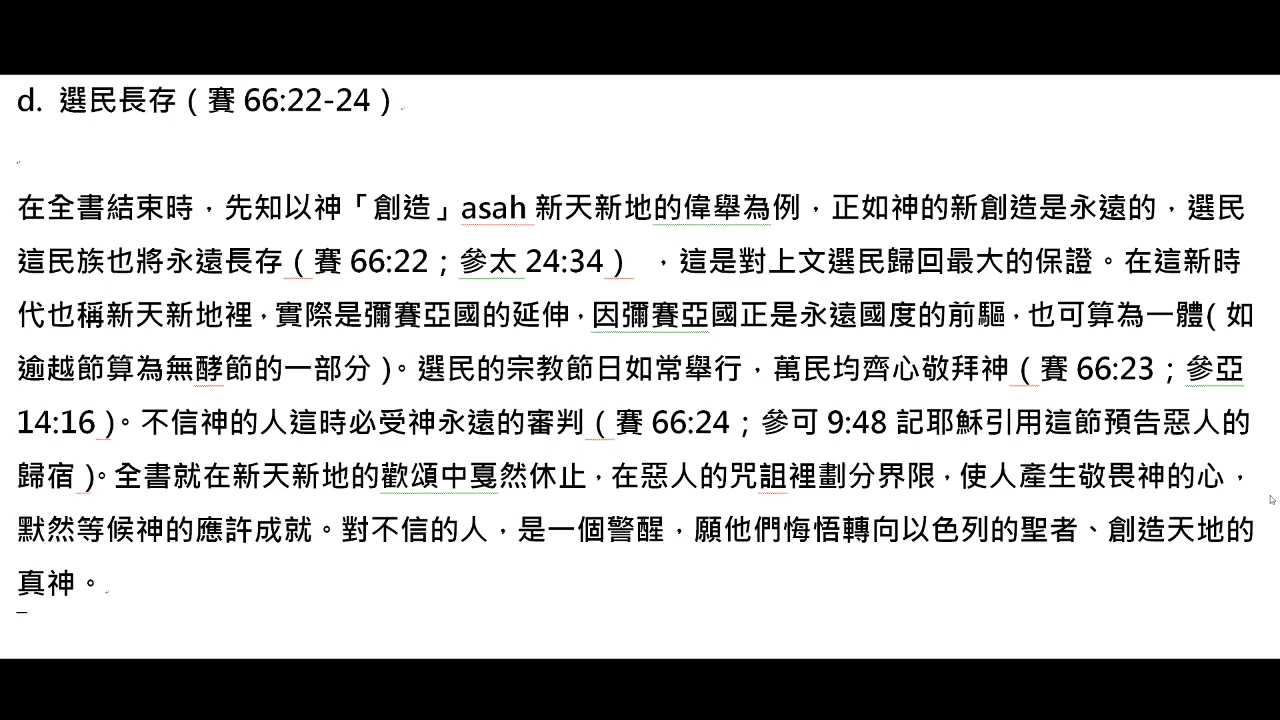 d. 選民長存（賽 66:22-24）
在全書結束時，先知以神「創造」asah 新天新地的偉舉為例，正如神的新創造是永遠的，選民
這民族也將永遠長存（賽 66:22；參太 24:34） ，這是對上文選民歸回最大的保證。在這新時
代也稱新天新地裡，實際是彌賽亞國的延伸，因彌賽亞國正是永遠國度的前驅，也可算為一體（如
逾越節算為無酵節的一部分）。選民的宗教節日如常舉行，萬民均齊心敬拜神（賽 66:23；參亞
14:16）。不信神的人這時必受神永遠的審判（賽 66:24；參可 9:48 記耶穌引用這節預告惡人的
歸宿）。全書就在新天新地的歡頌中戛然休止，在惡人的咒詛裡劃分界限，使人產生敬畏神的心，
默然等候神的應許成就。對不信的人，是一個警醒，願他們悔悟轉向以色列的聖者、創造天地的
真神。